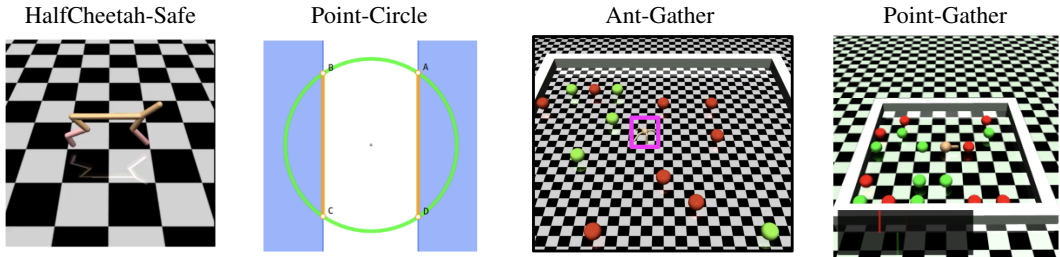 HalfCheetah-Safe
Point-Circle
Ant-Gather
Point-Gather
B
A
C
D